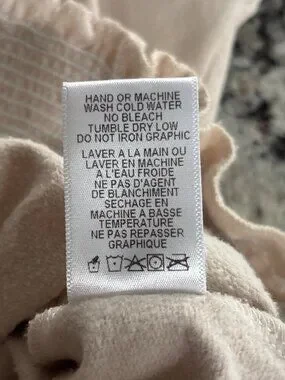 HAND OR MACHINE
WASH COLD WATER
NO BLEACH
TUMBLE DRY LOW
DO NOT IRON GRAPHIC
LAVER A LA MAIN OU
LAVER EN MACHINE
A L'EAU FROIDE
NE PAS D'AGENT
DE BLANCHIMENT
SECHAGE EN
MACHINE A BASSE
TEMPERATURE
NE PAS REPASSER
GRAPHIQUE